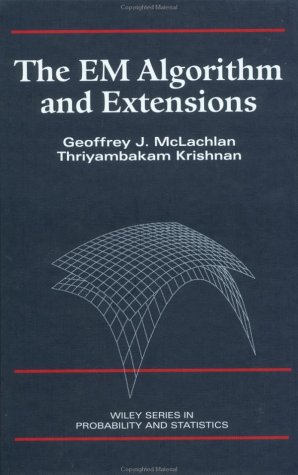 The EM Algorithm
and Extensions
Geoffrey J. McLachlan
Thriyambakam Krishnan
WILEY SERIES IN
PROBABILITY AND STATISTICS